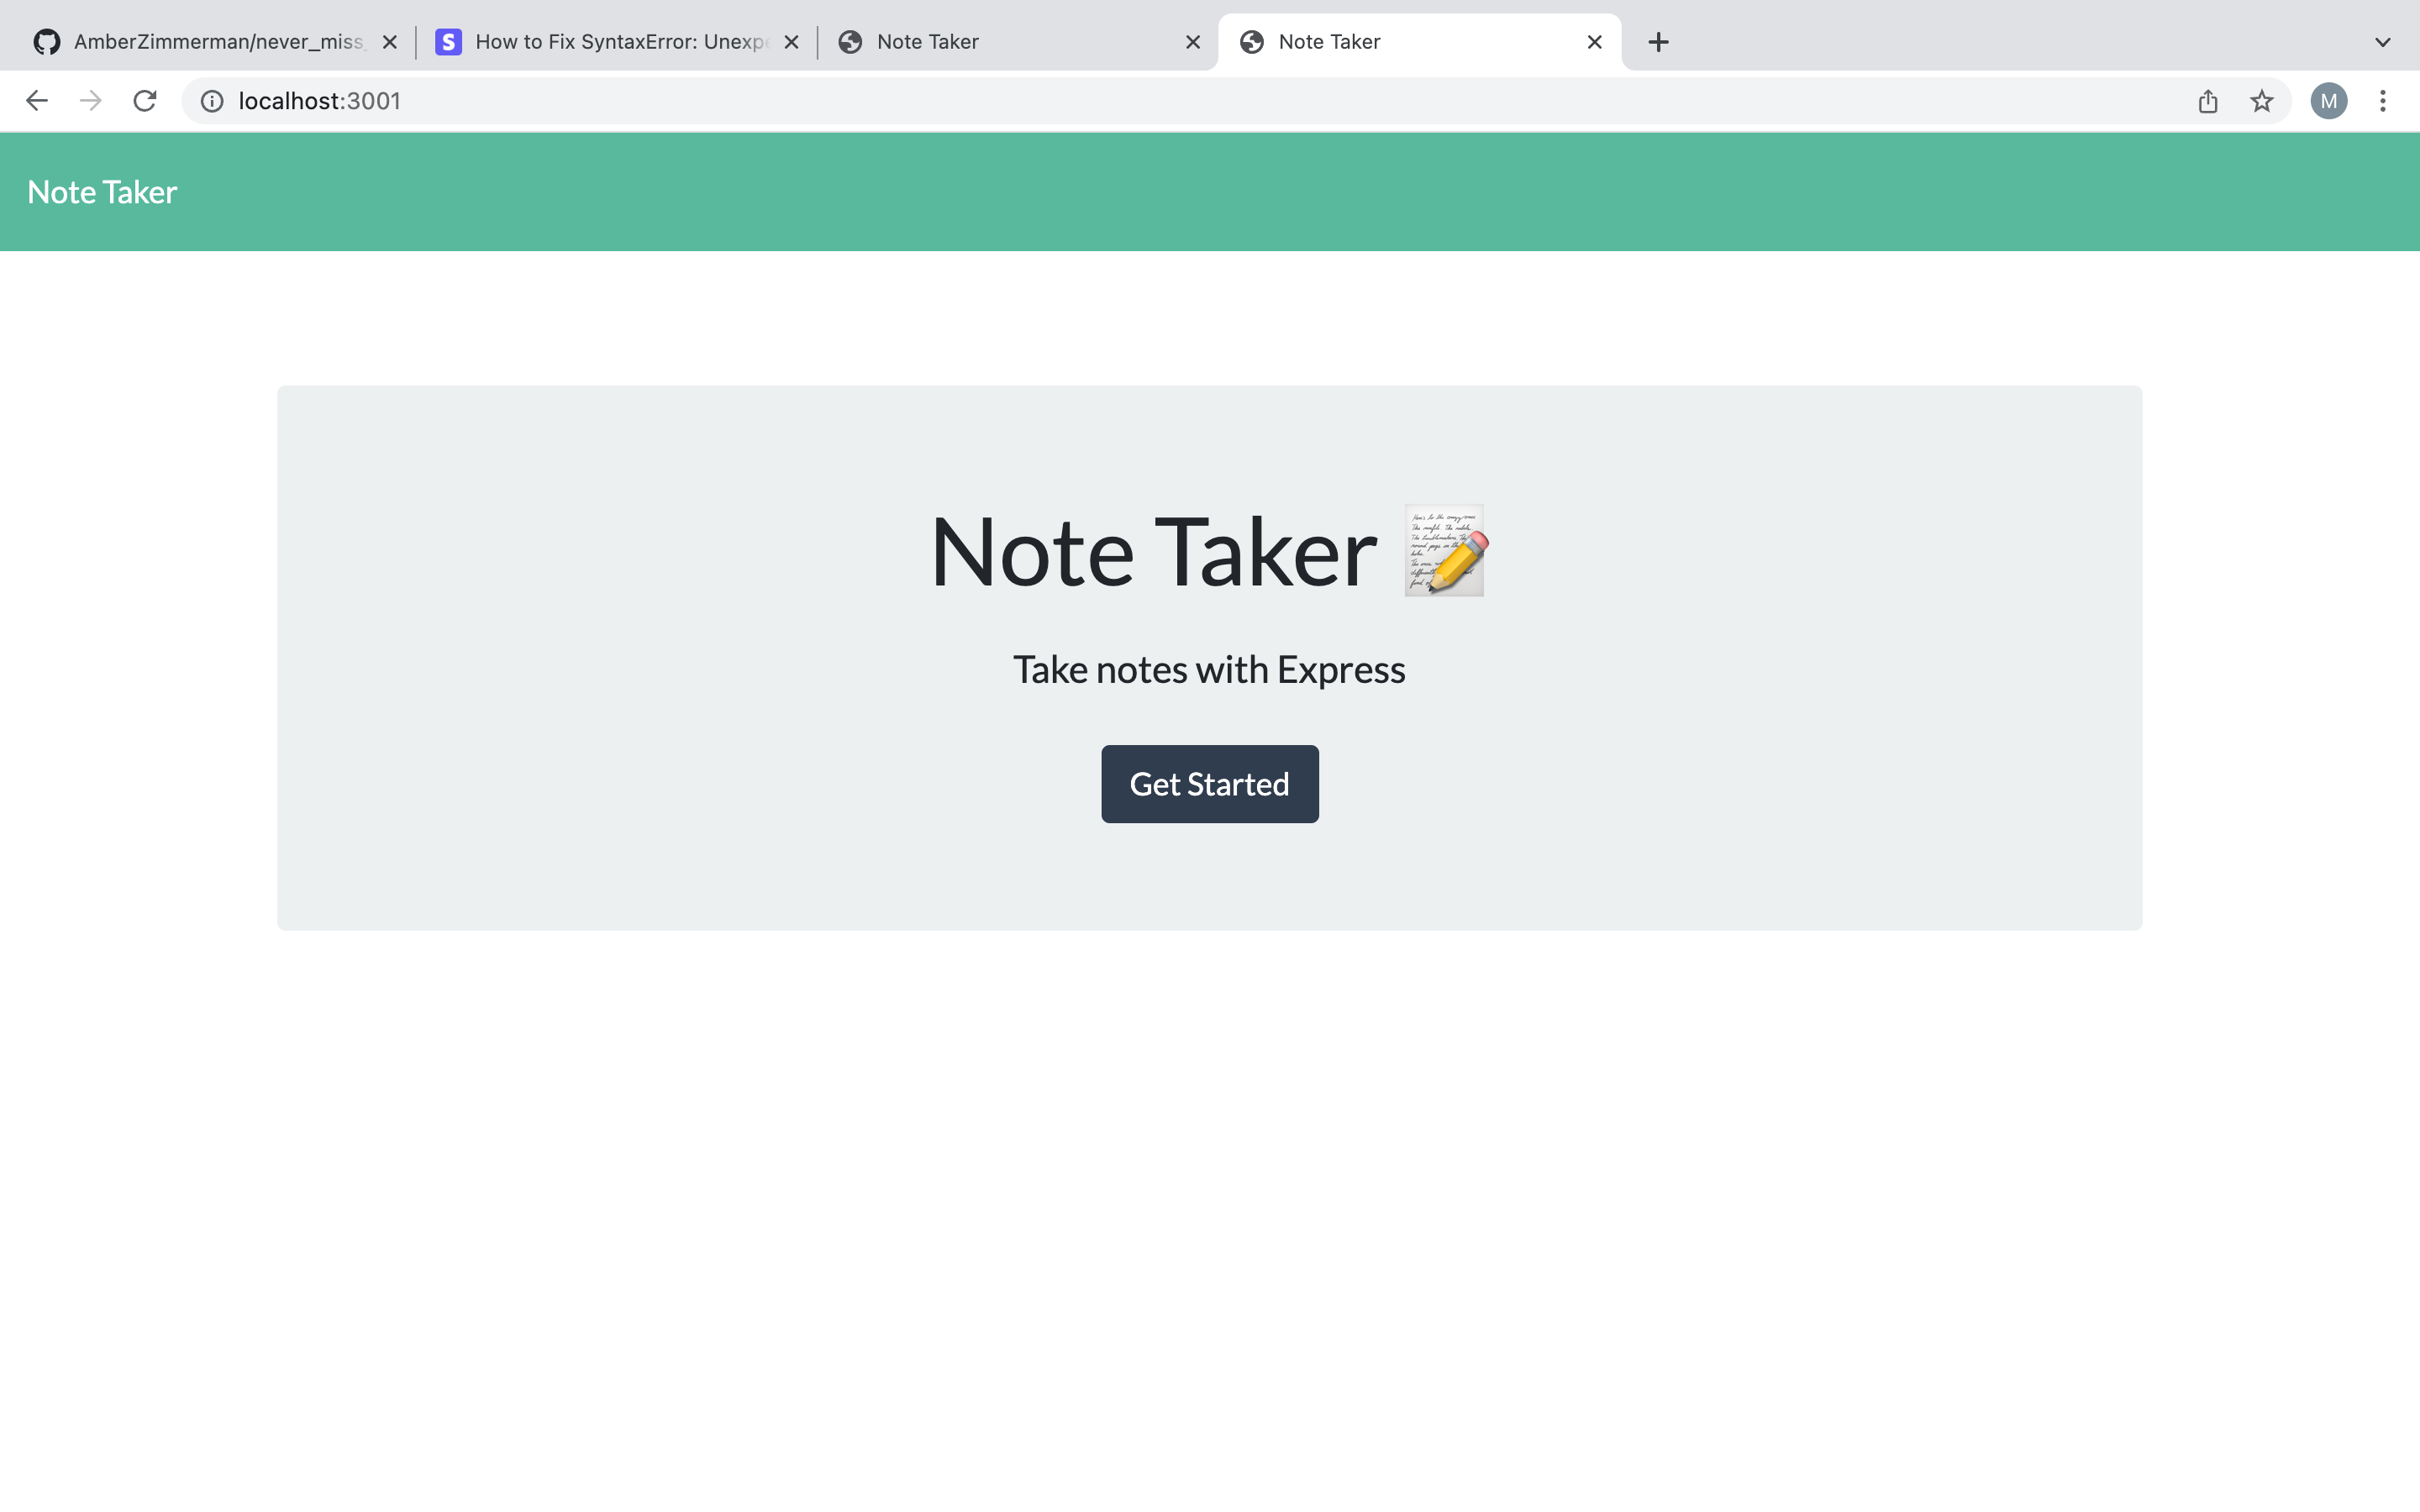 AmberZimmerman/never_miss_
How to Fix SyntaxError: Unexpe
Note Taker
Note Taker
localhost:3001
M
Note Taker
Note Taker
Take notes with Express
Get Started